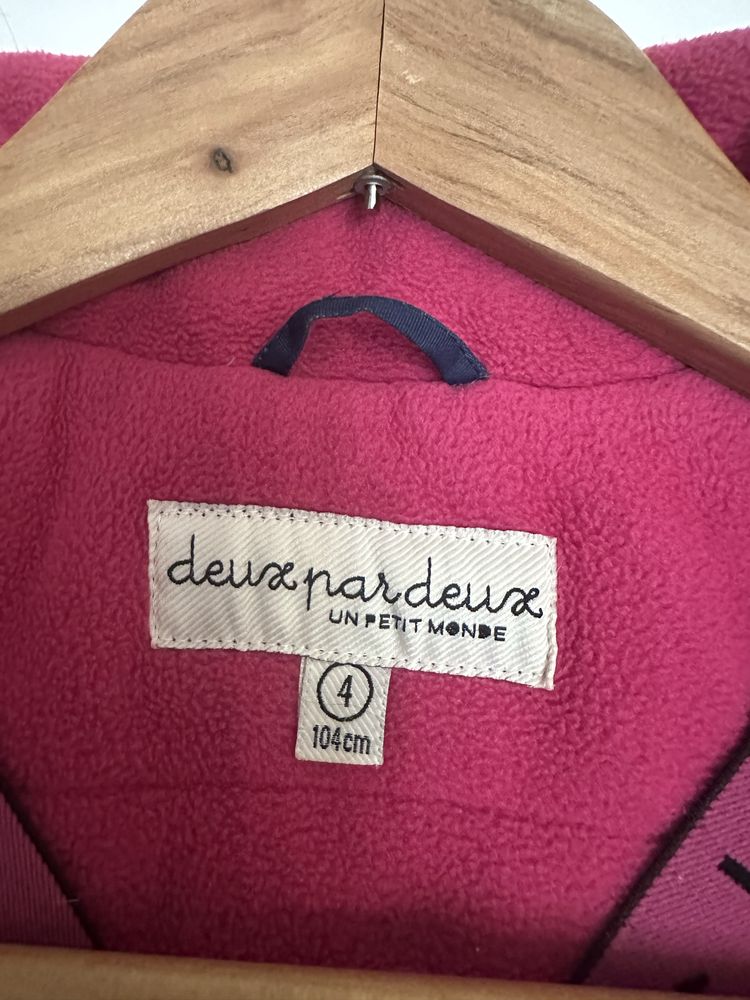 deux par deux
UN PETIT MONDE
4
104cm